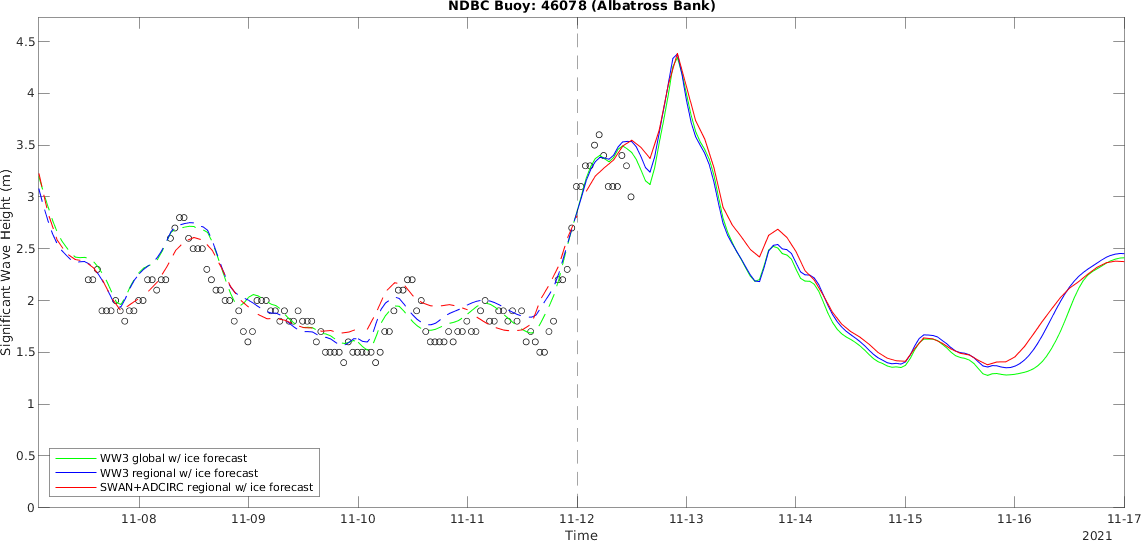 NDBC Buoy: 46078 (Albatross Bank)
Significant Wave Height (m)
4.5
4
3.5
3
2.5
2
1.5
1
0.5
0
WW3 global w/ ice forecast
WW3 regional w/ ice forecast
SWAN+ADCIRC regional w/ ice forecast
11-08 11-09 11-10 11-11 11-12 11-13 11-14 11-15 11-16 11-17
Time
2021